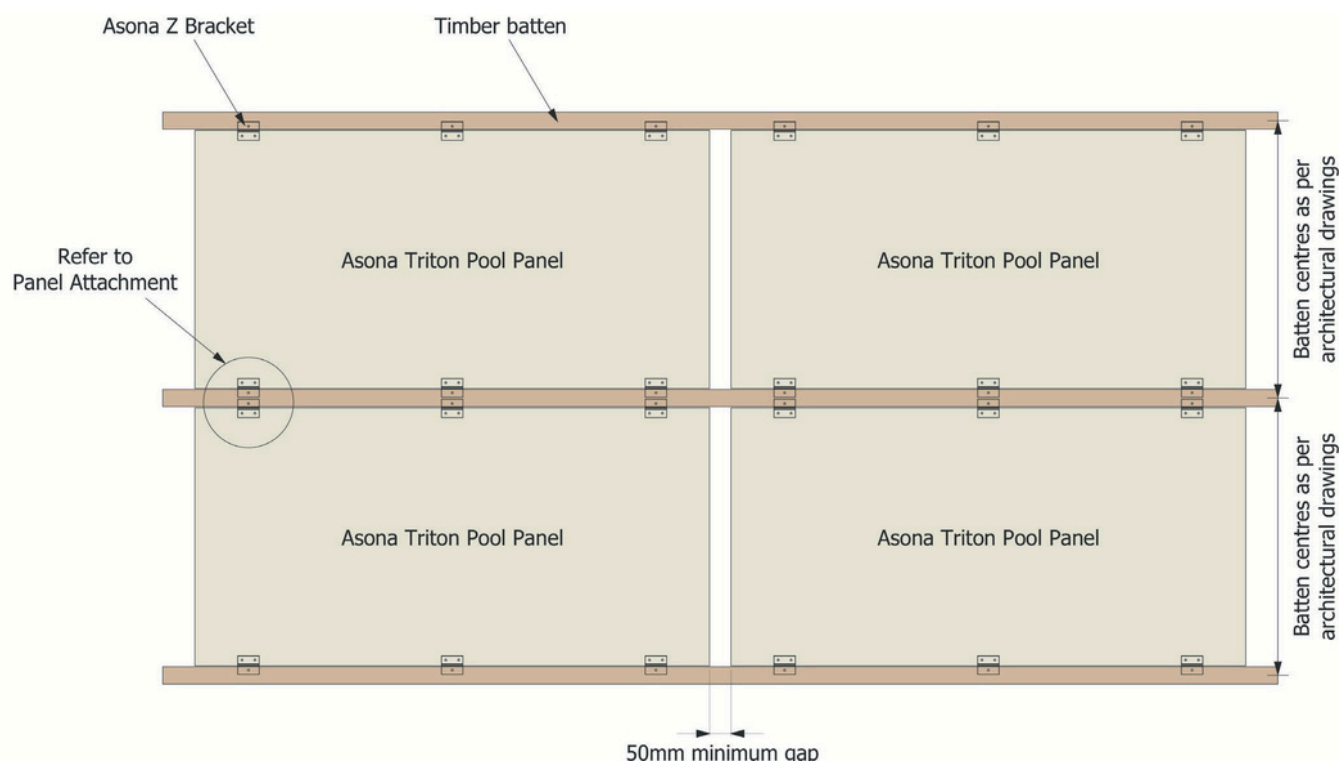 Asona Z Bracket
Timber batten
Refer to
Panel Attachment
Asona Triton Pool Panel
Asona Triton Pool Panel
Batten centres as per
architectural drawings
Asona Triton Pool Panel
Asona Triton Pool Panel
Batten centres as per
architectural drawings
50mm minimum gap